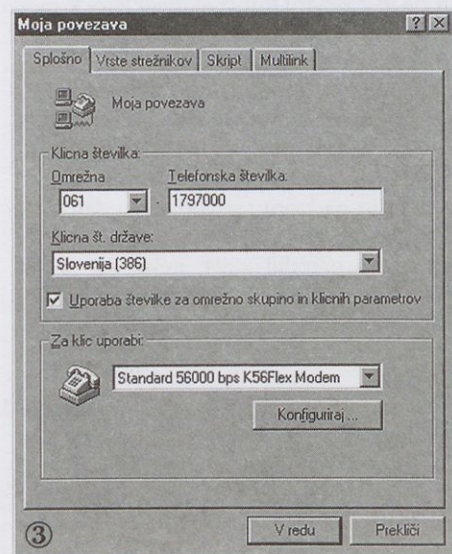 Moja povezava
Splošno Vrste strežnikov Skript Multilink
Moja povezava
Klicna številka:
Omrežna Telefonska številka:
061 - 1797000
Klicna št. države:
Slovenija (386)
Uporaba številke za omrežno skupino in klicnih parametrov
Za klic uporabi:
Standard 56000 bps K56Flex Modem
Konfiguriraj ...
3 V redu Prekliči